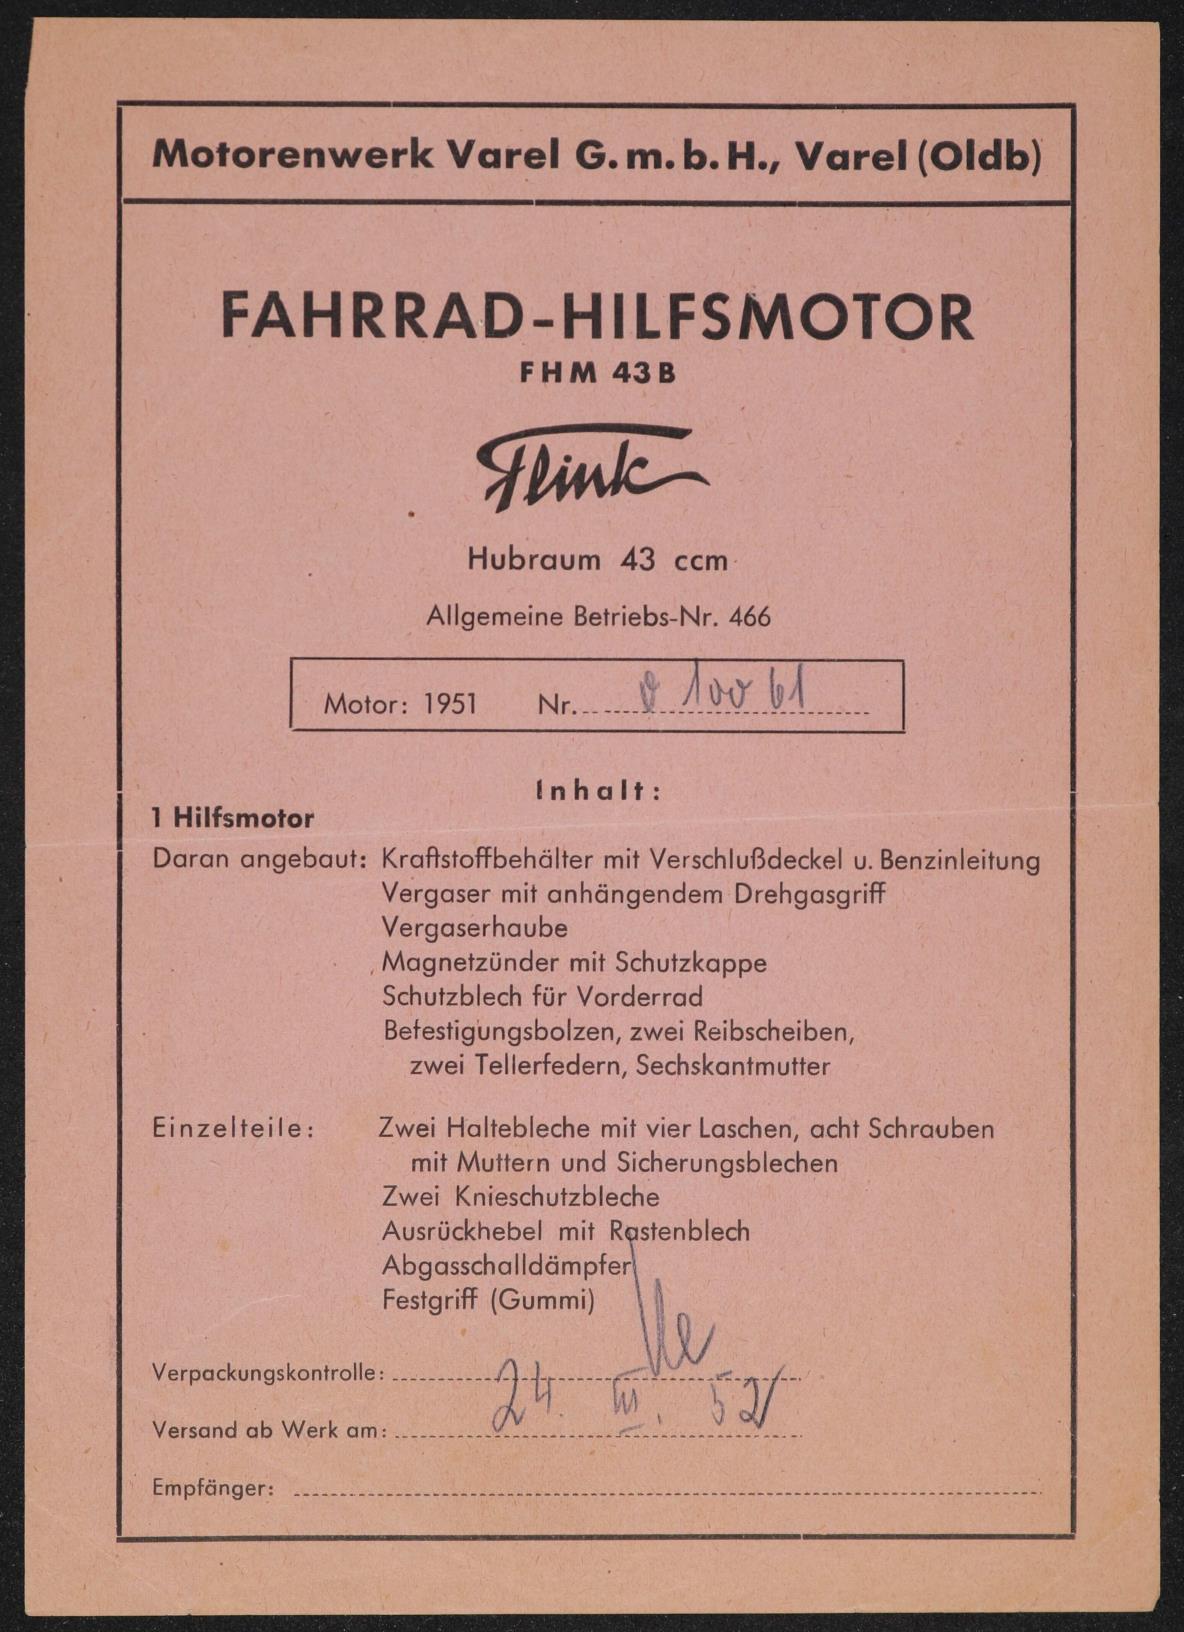 Motorenwerk Varel G.m.b.H., Varel (Oldb)
FAHRRAD-HILFSMOTOR
FHM 43 B
Flink
Hubraum 43 ccm
Allgemeine Betriebs-Nr. 466
Motor: 1951 Nr. 0 100 61
Inhalt:
1 Hilfsmotor
Daran angebaut: Kraftstoffbehälter mit Verschlußdeckel u. Benzinleitung
Vergaser mit anhängendem Drehgasgriff
Vergaserhaube
Magnetzünder mit Schutzkappe
Schutzblech für Vorderrad
Befestigungsbolzen, zwei Reibscheiben,
zwei Tellerfedern, Sechskantmutter
Einzelteile: Zwei Haltebleche mit vier Laschen, acht Schrauben
mit Muttern und Sicherungsblechen
Zwei Knieschutzbleche
Ausrückhebel mit Rastenblech
Abgasschalldämpfer
Festgriff (Gummi)
Verpackungskontrolle:
Versand ab Werk am: 24. III. 52
Empfänger: